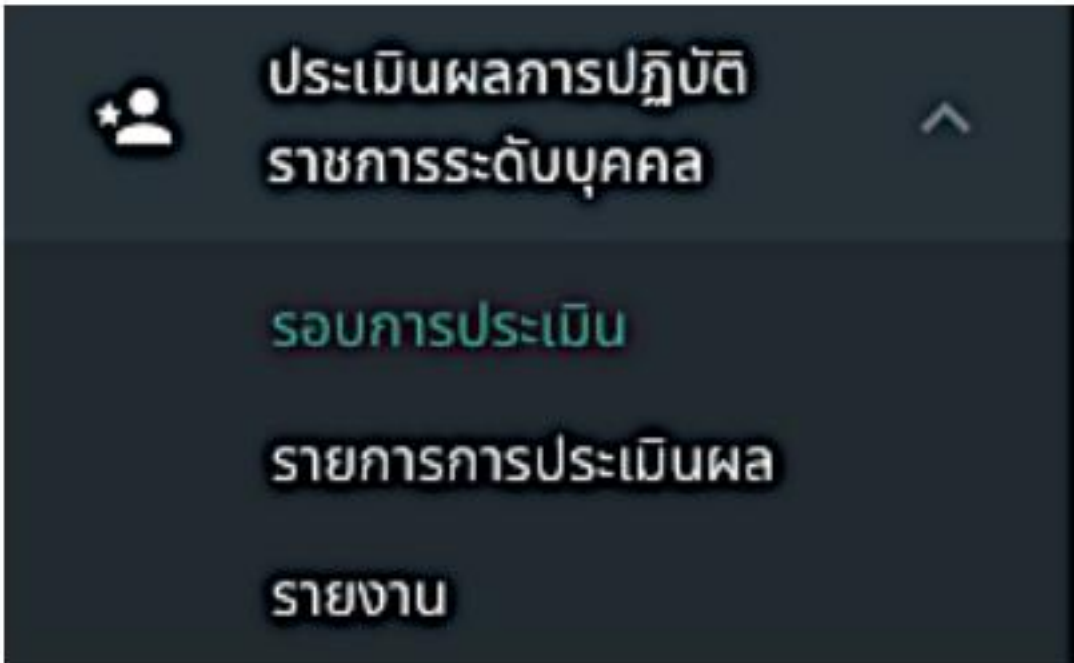 ประเมินผลการปฏิบัติ
ราชการระดับบุคคล
รอบการประเมิน
รายการการประเมินผล
รายงาน